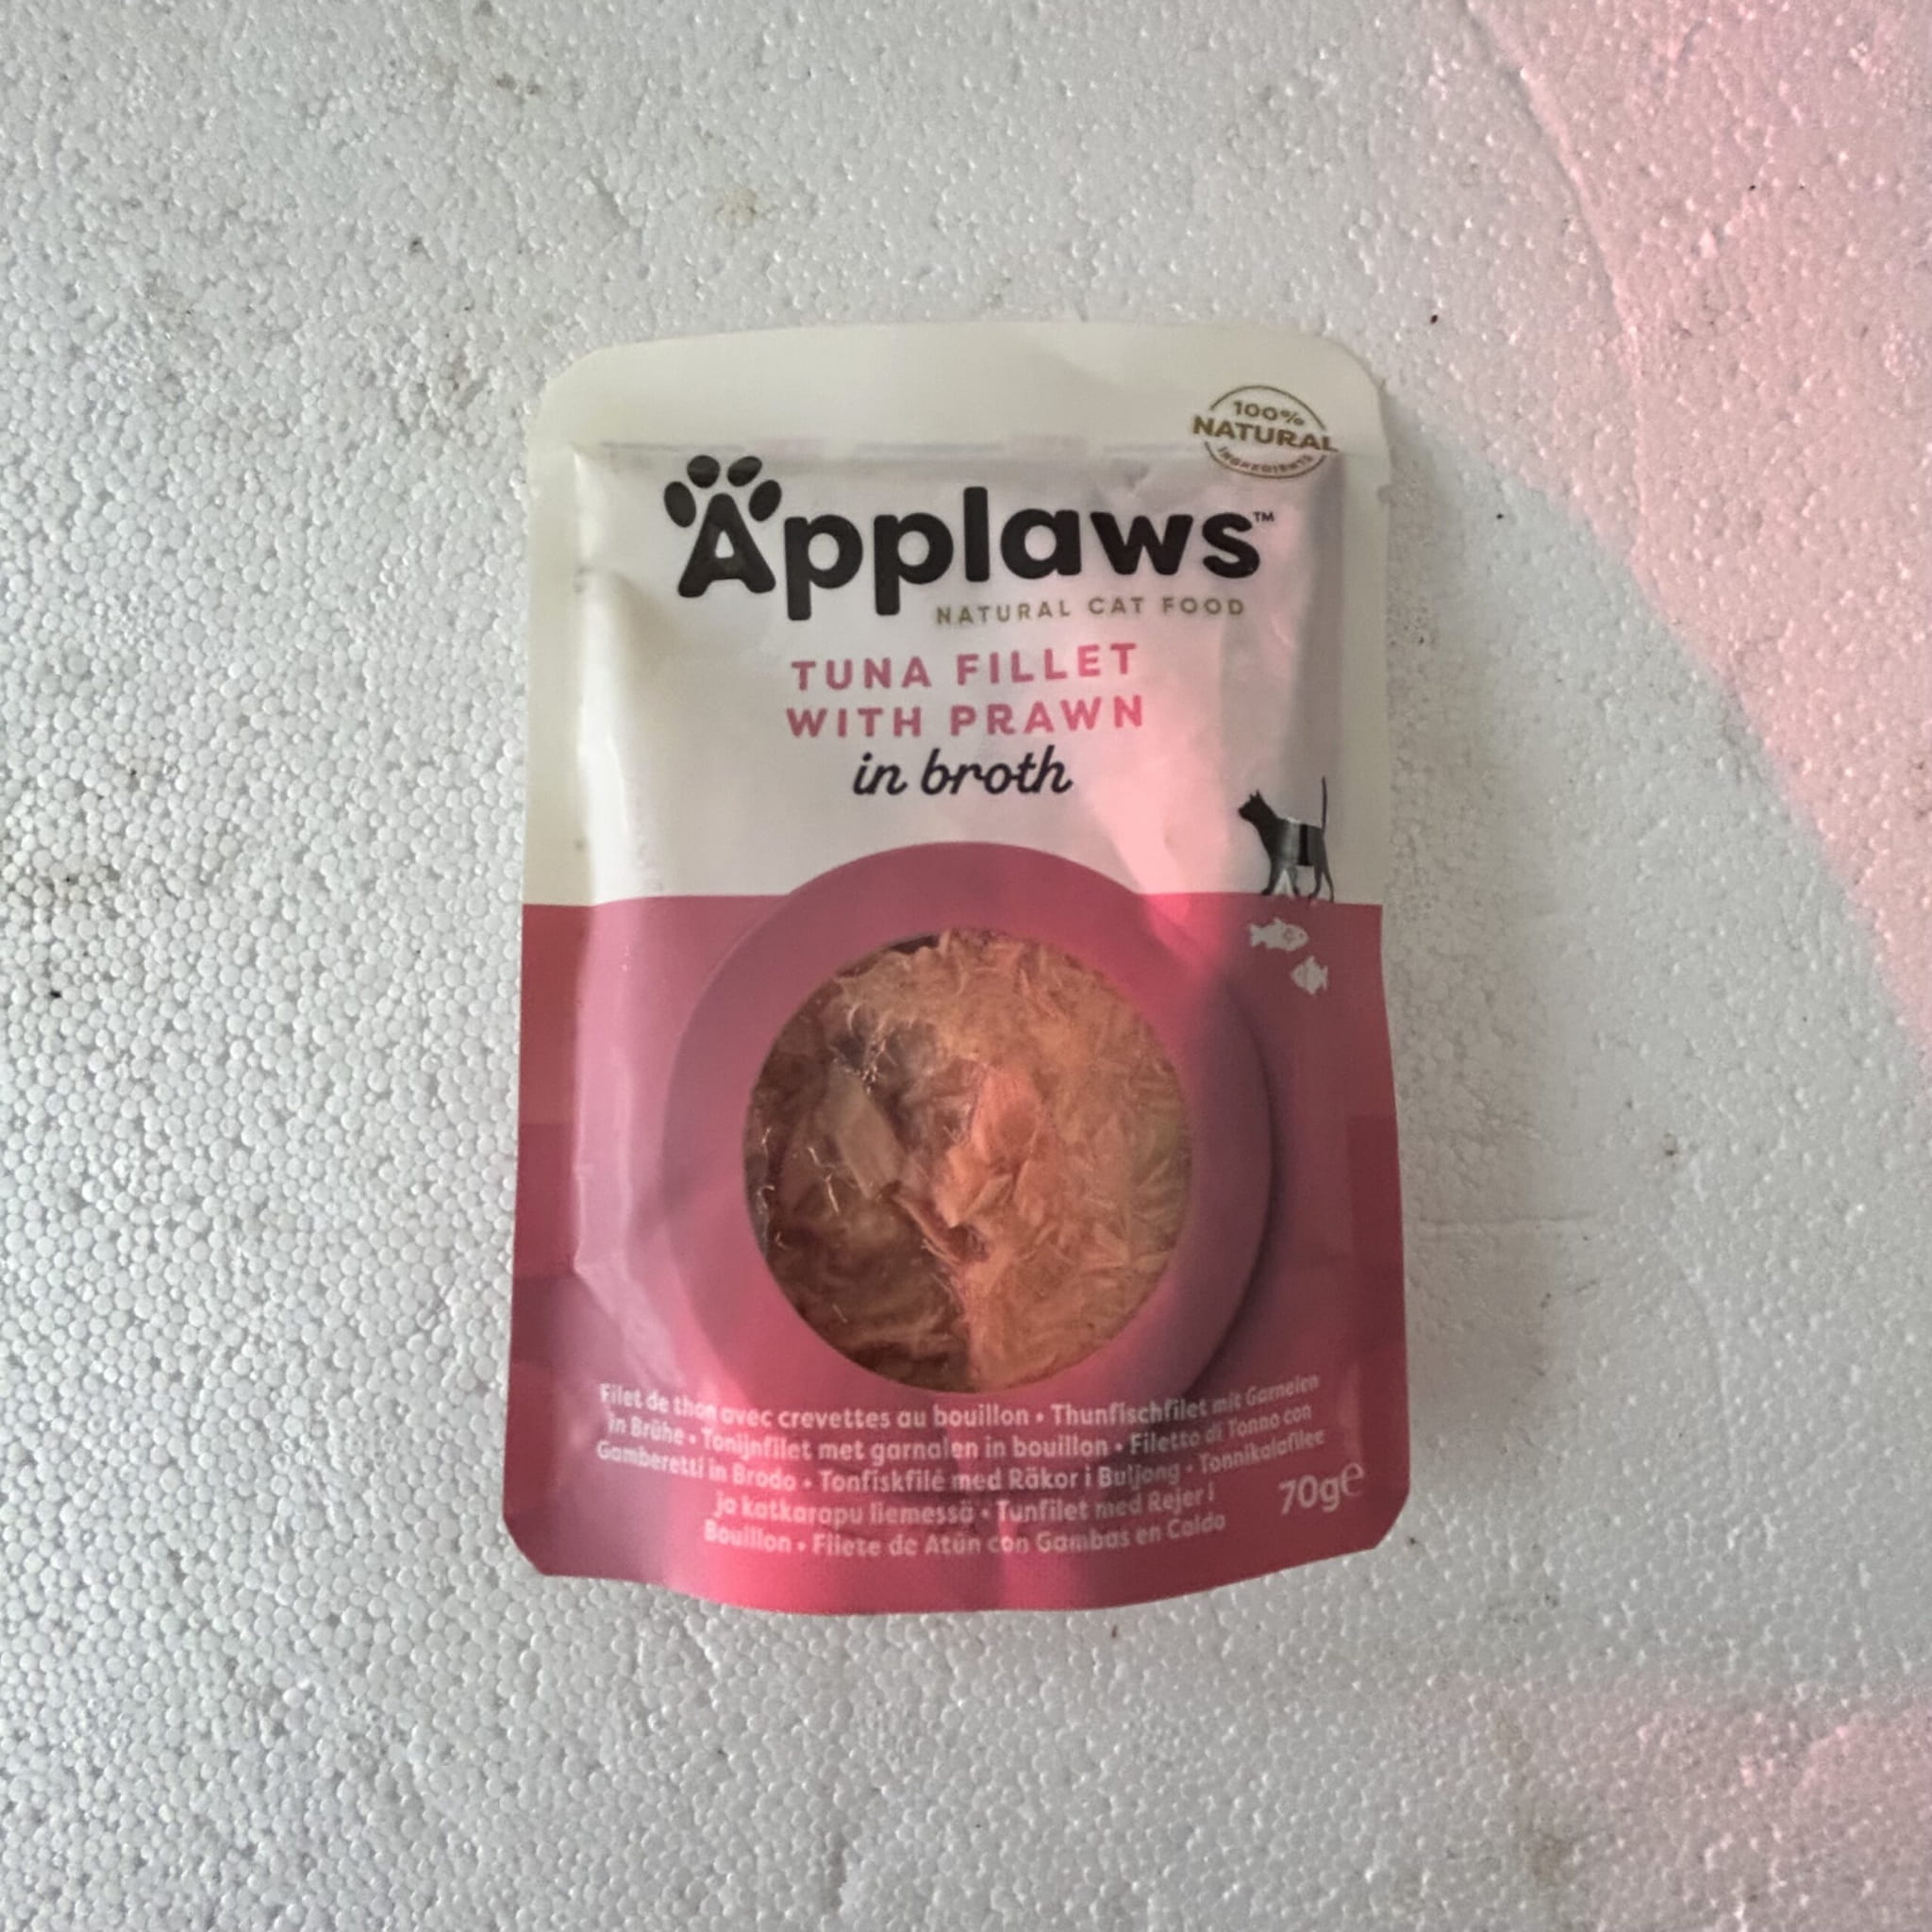 100%
NATURAL
INGREDIENTS
Applaws™
NATURAL CAT FOOD
TUNA FILLET
WITH PRAWN
in broth
Filet de thon avec crevettes au bouillon • Thunfischfilet mit Garnelen
in Brühe • Tonijnfilet met garnalen in bouillon • Filetto di Tonno con
Gamberetti in Brodo • Tonfiskfilé med Räkor i Buljong • Tonnikalafilee
ja katkarapu liemessä • Tunfilet med Rejer i
Bouillon • Filete de Atún con Gambas en Caldo
70g℮